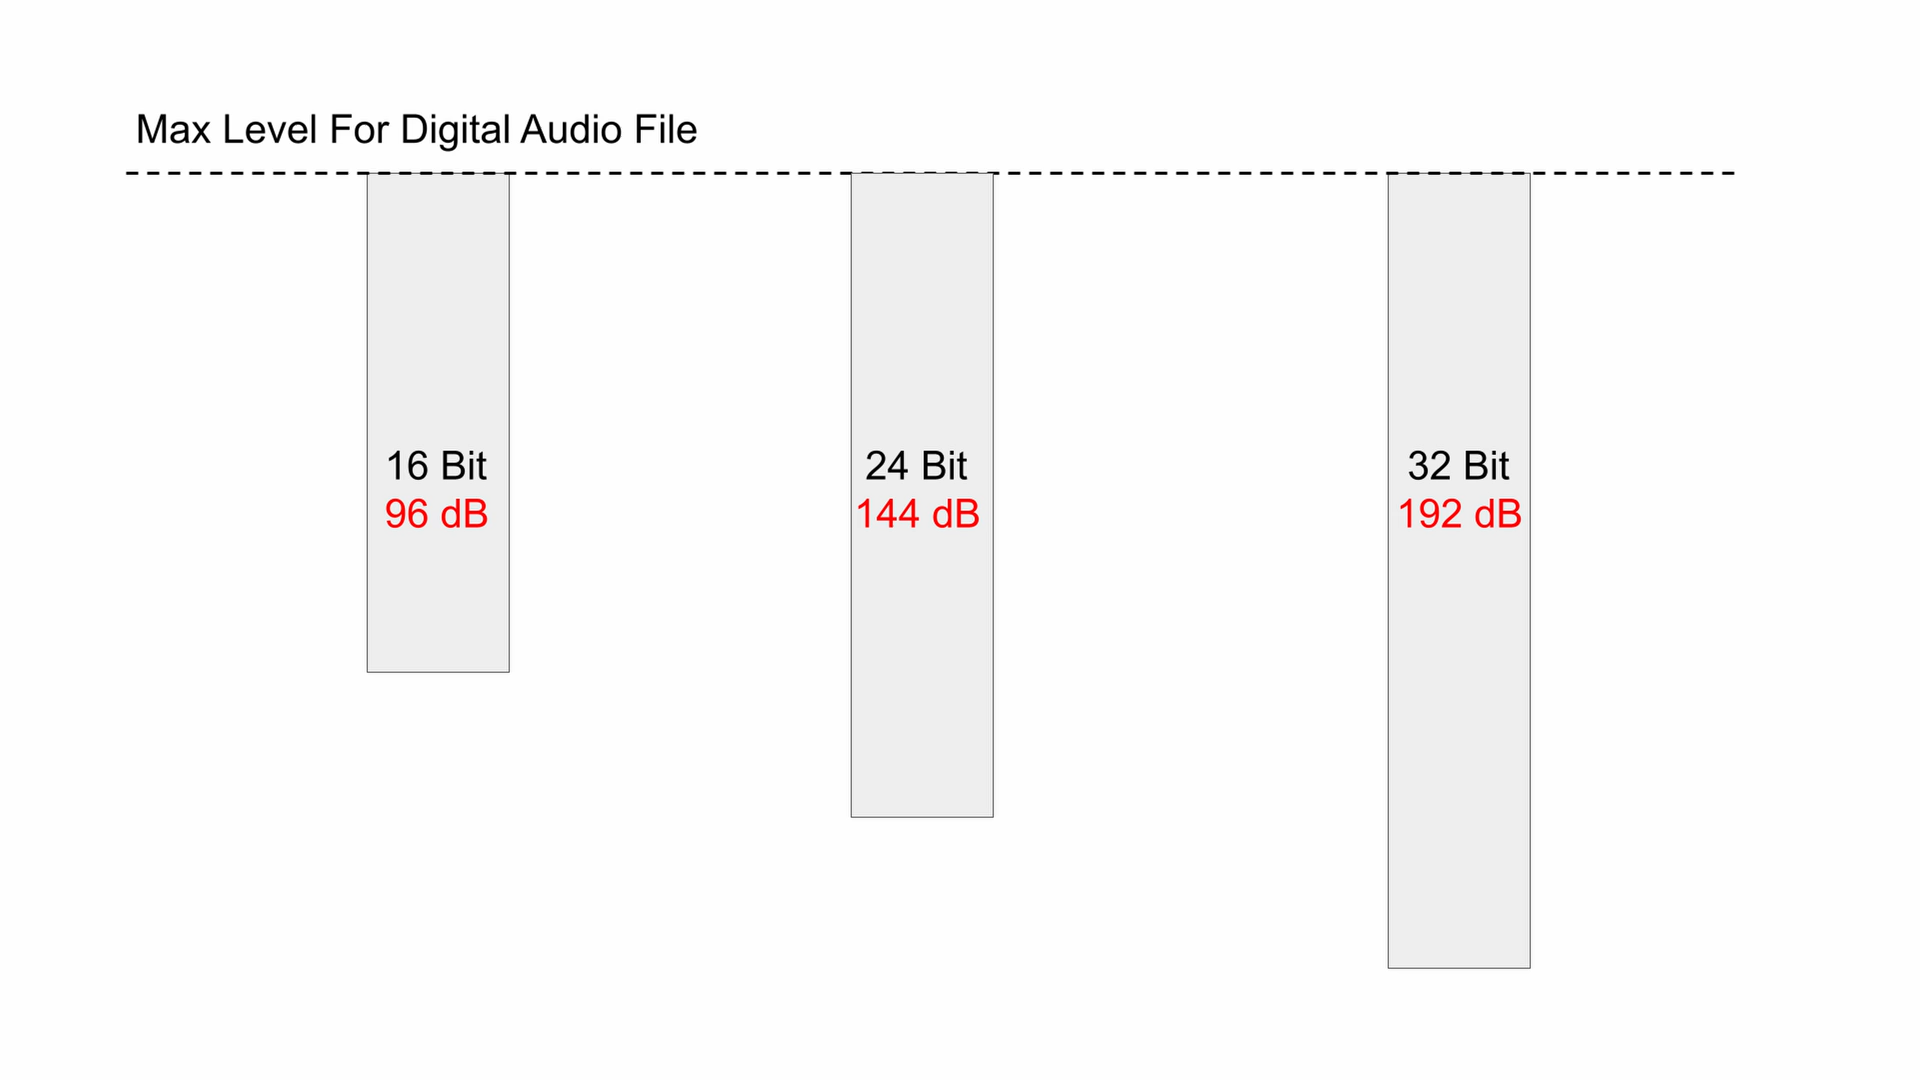 Max Level For Digital Audio File
16 Bit
96 dB
24 Bit
144 dB
32 Bit
192 dB